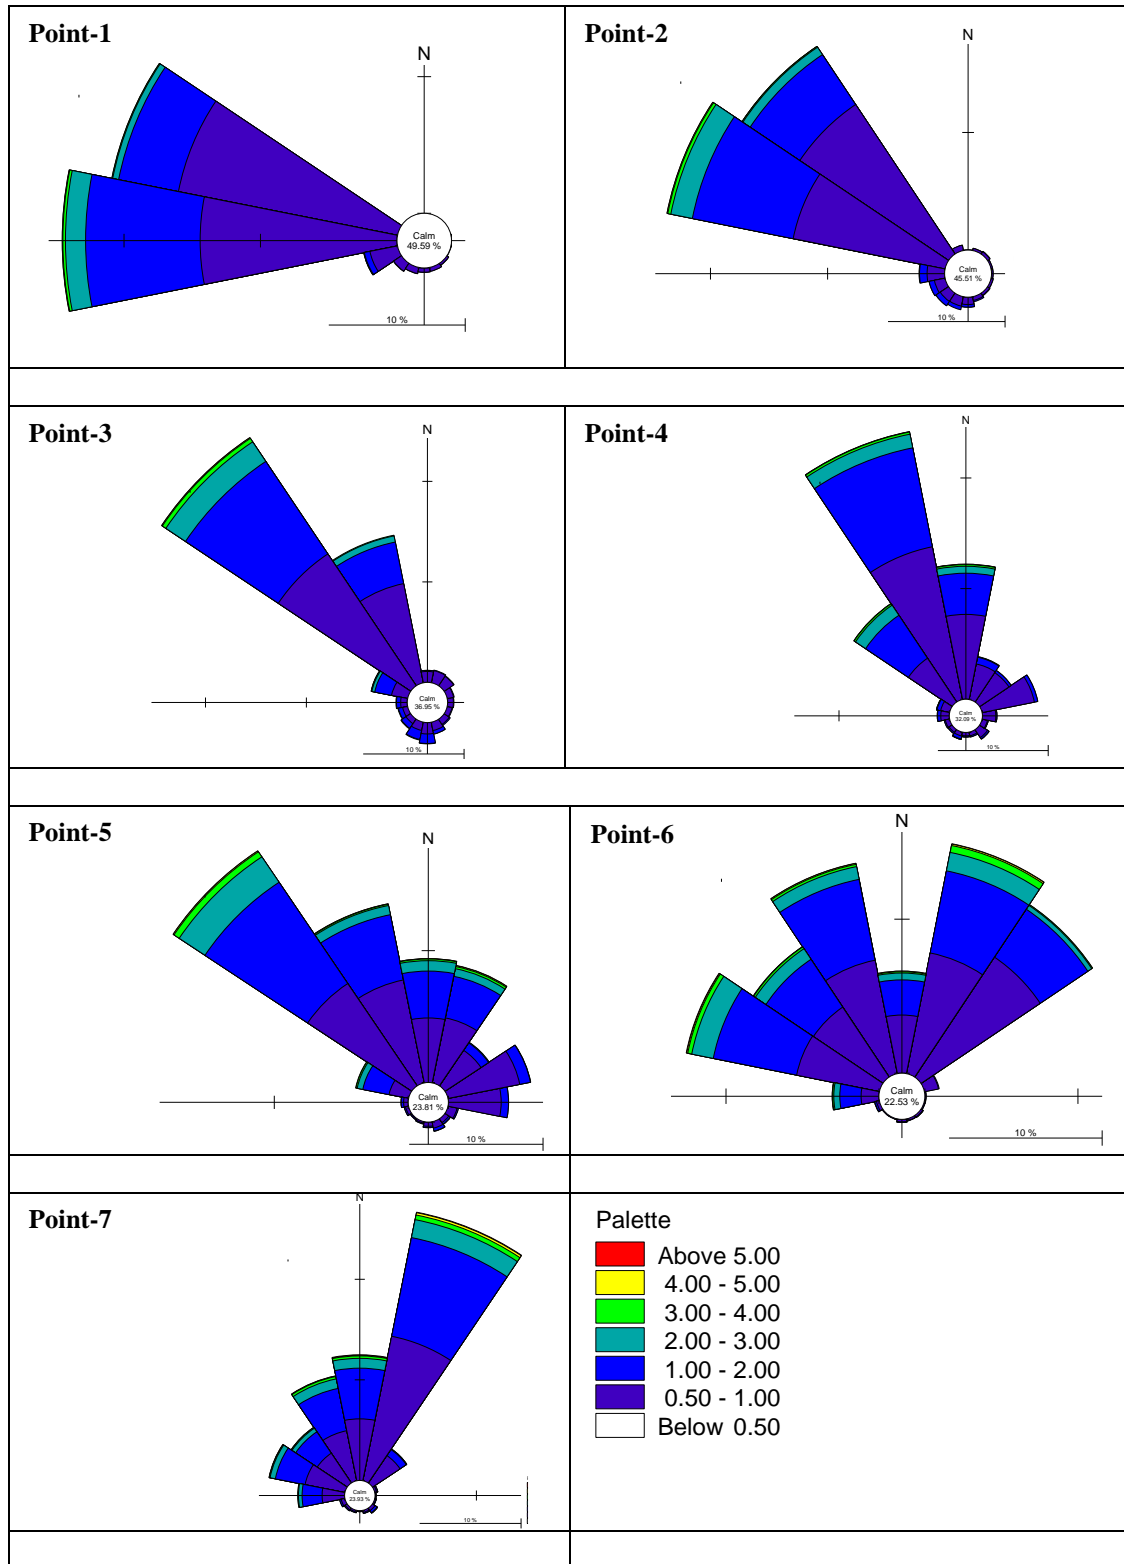 Point-1
N
Calm
49.59 %
10 %
Point-2
N
Calm
45.51 %
10 %
Point-3
N
Calm
36.95 %
10 %
Point-4
N
Calm
32.09 %
10 %
Point-5
N
Calm
23.81 %
10 %
Point-6
N
Calm
22.53 %
10 %
Point-7
N
Calm
23.93 %
10 %
Palette
Above 5.00
4.00 - 5.00
3.00 - 4.00
2.00 - 3.00
1.00 - 2.00
0.50 - 1.00
Below 0.50